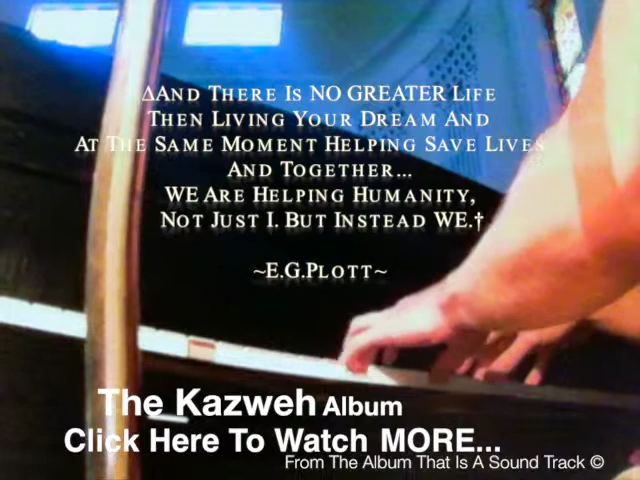 ∆And There Is NO GREATER Life
Then Living Your Dream And
At The Same Moment Helping Save Lives
And Together...
WE Are Helping Humanity,
Not Just I. But Instead WE.†
~E.G.Plott~
The Kazweh Album
Click Here To Watch MORE...
From The Album That Is A Sound Track ©